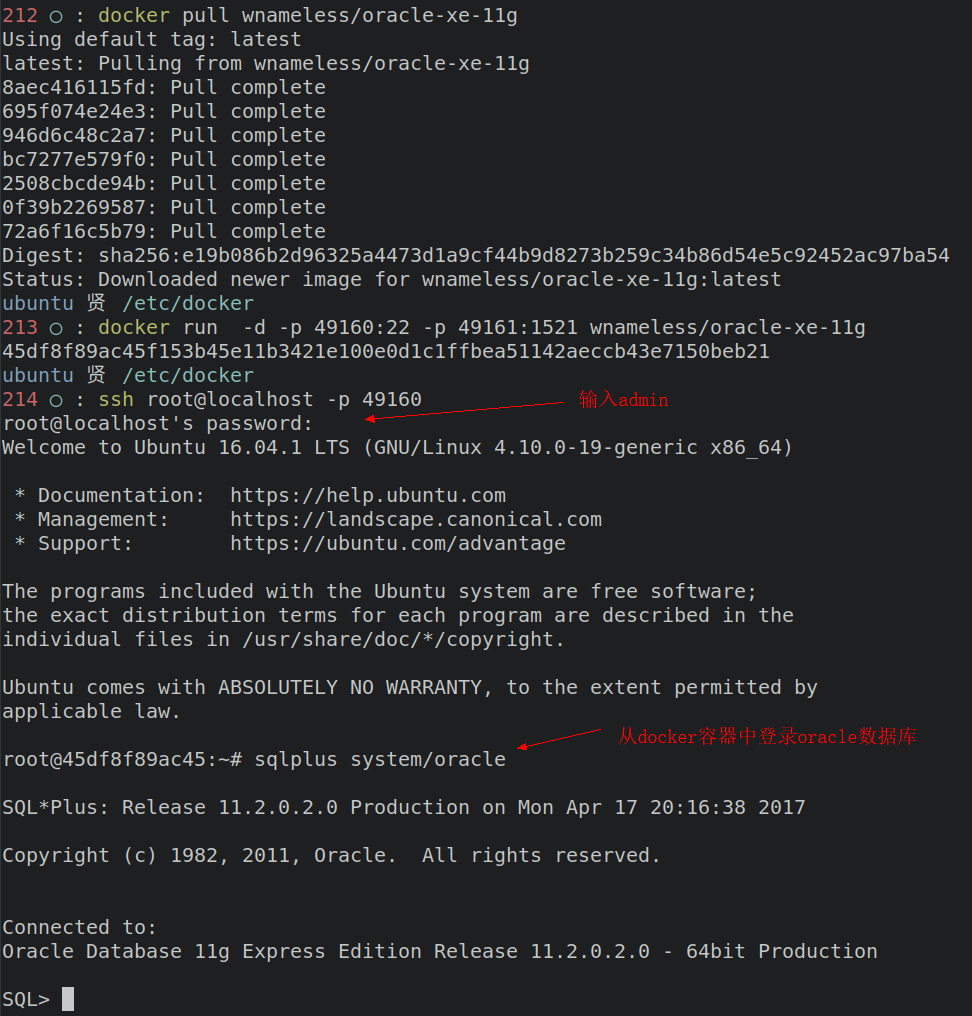 212 ○ : docker pull wnameless/oracle-xe-11g
Using default tag: latest
latest: Pulling from wnameless/oracle-xe-11g
8aec416115fd: Pull complete
695f074e24e3: Pull complete
946d6c48c2a7: Pull complete
bc7277e579f0: Pull complete
2508cbcde94b: Pull complete
0f39b2269587: Pull complete
72a6f16c5b79: Pull complete
Digest: sha256:e19b086b2d96325a4473d1a9cf44b9d8273b259c34b86d54e5c92452ac97ba54
Status: Downloaded newer image for wnameless/oracle-xe-11g:latest
ubuntu 贤 /etc/docker
213 ○ : docker run  -d -p 49160:22 -p 49161:1521 wnameless/oracle-xe-11g
45df8f89ac45f153b45e11b3421e100e0d1c1ffbea51142aeccb43e7150beb21
ubuntu 贤 /etc/docker
214 ○ : ssh root@localhost -p 49160
输入admin
root@localhost's password:
Welcome to Ubuntu 16.04.1 LTS (GNU/Linux 4.10.0-19-generic x86_64)
* Documentation:  https://help.ubuntu.com
* Management:     https://landscape.canonical.com
* Support:        https://ubuntu.com/advantage
The programs included with the Ubuntu system are free software;
the exact distribution terms for each program are described in the
individual files in /usr/share/doc/*/copyright.
Ubuntu comes with ABSOLUTELY NO WARRANTY, to the extent permitted by
applicable law.
从docker容器中登录oracle数据库
root@45df8f89ac45:~# sqlplus system/oracle
SQL*Plus: Release 11.2.0.2.0 Production on Mon Apr 17 20:16:38 2017
Copyright (c) 1982, 2011, Oracle.  All rights reserved.
Connected to:
Oracle Database 11g Express Edition Release 11.2.0.2.0 - 64bit Production
SQL>